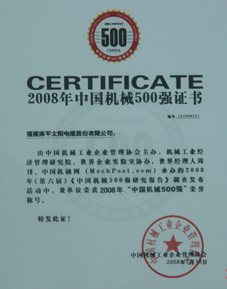 500
CHINA
CERTIFICATE
2008年中国机械500强证书
福建南平太阳电缆股份有限公司:
由中国机械工业企业管理协会主办、机械工业经
济管理研究院、世界企业实验室协办、世界经理人周
刊、中国机械网(MechPost.com)承办的2008
年(第六届)《中国机械500强研究报告》调查发布
活动中,贵单位荣获2008年“中国机械500强”荣誉
称号。
特发此证!
中国机械工业企业管理协会